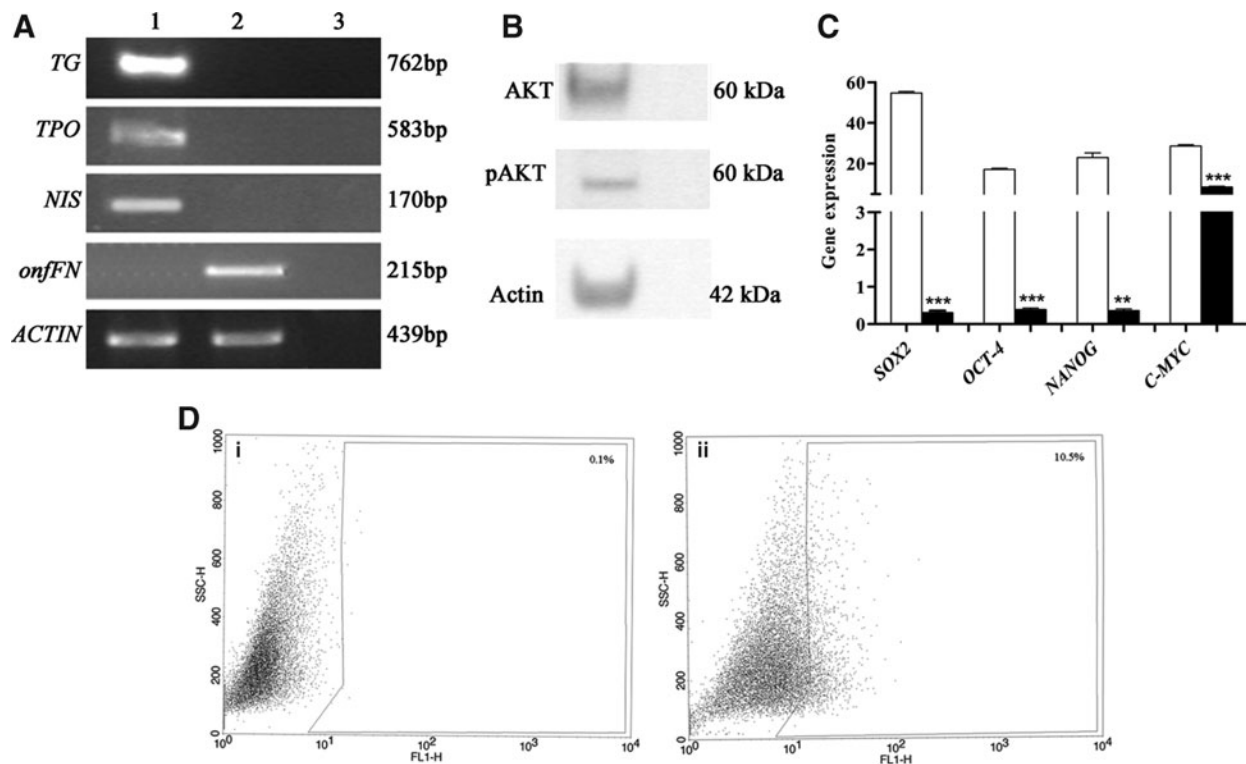 A
1 2 3
TG 762bp
TPO 583bp
NIS 170bp
onfFN 215bp
ACTIN 439bp
B
AKT 60 kDa
pAKT 60 kDa
Actin 42 kDa
C
Gene expression
60
40
20
3
2
1
0
***
***
**
***
SOX2
OCT-4
NANOG
C-MYC
D
i
0.1%
SSC-H
1000
800
600
400
200
0
10^0 10^1 10^2 10^3 10^4
FL1-H
ii
10.5%
SSC-H
1000
800
600
400
200
0
10^0 10^1 10^2 10^3 10^4
FL1-H